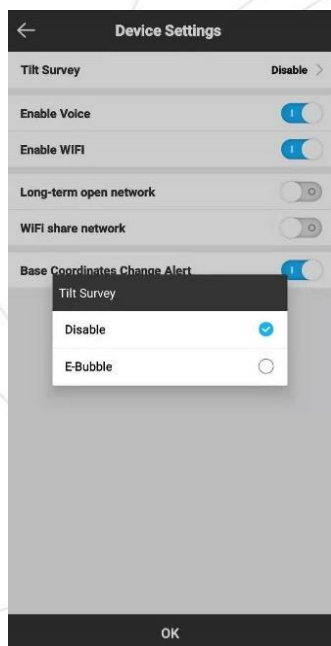 Device Settings
Tilt Survey Disable
Enable Voice
Enable WIFI
Long-term open network
WiFi share network
Base Coordinates Change Alert
Tilt Survey
Disable
E-Bubble
OK